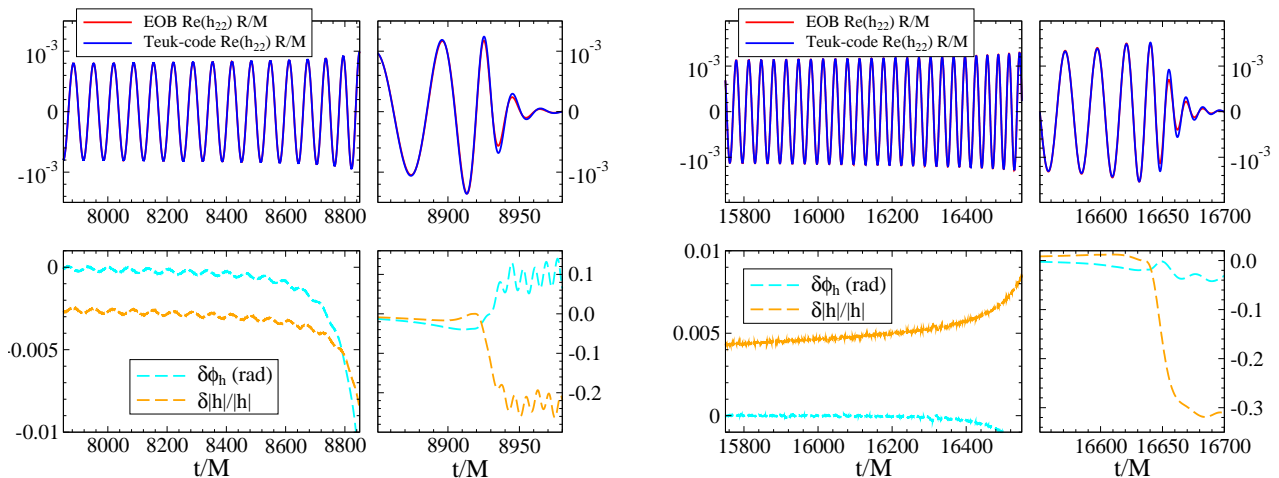 EOB Re(h₂₂) R/M
Teuk-code Re(h₂₂) R/M
10⁻³
0
-10⁻³
8000 8200 8400 8600 8800
8900 8950
10⁻³
0
-10⁻³
EOB Re(h₂₂) R/M
Teuk-code Re(h₂₂) R/M
10⁻³
0
-10⁻³
15800 16000 16200 16400
16600 16650 16700
10⁻³
0
-10⁻³
0
-0.005
-0.01
δϕₕ (rad)
δ|h|/|h|
8000 8200 8400 8600 8800
t/M
8900 8950
t/M
0.1
0.0
-0.1
-0.2
0.01
0.005
0
δϕₕ (rad)
δ|h|/|h|
15800 16000 16200 16400
t/M
16600 16650 16700
t/M
0.0
-0.1
-0.2
-0.3